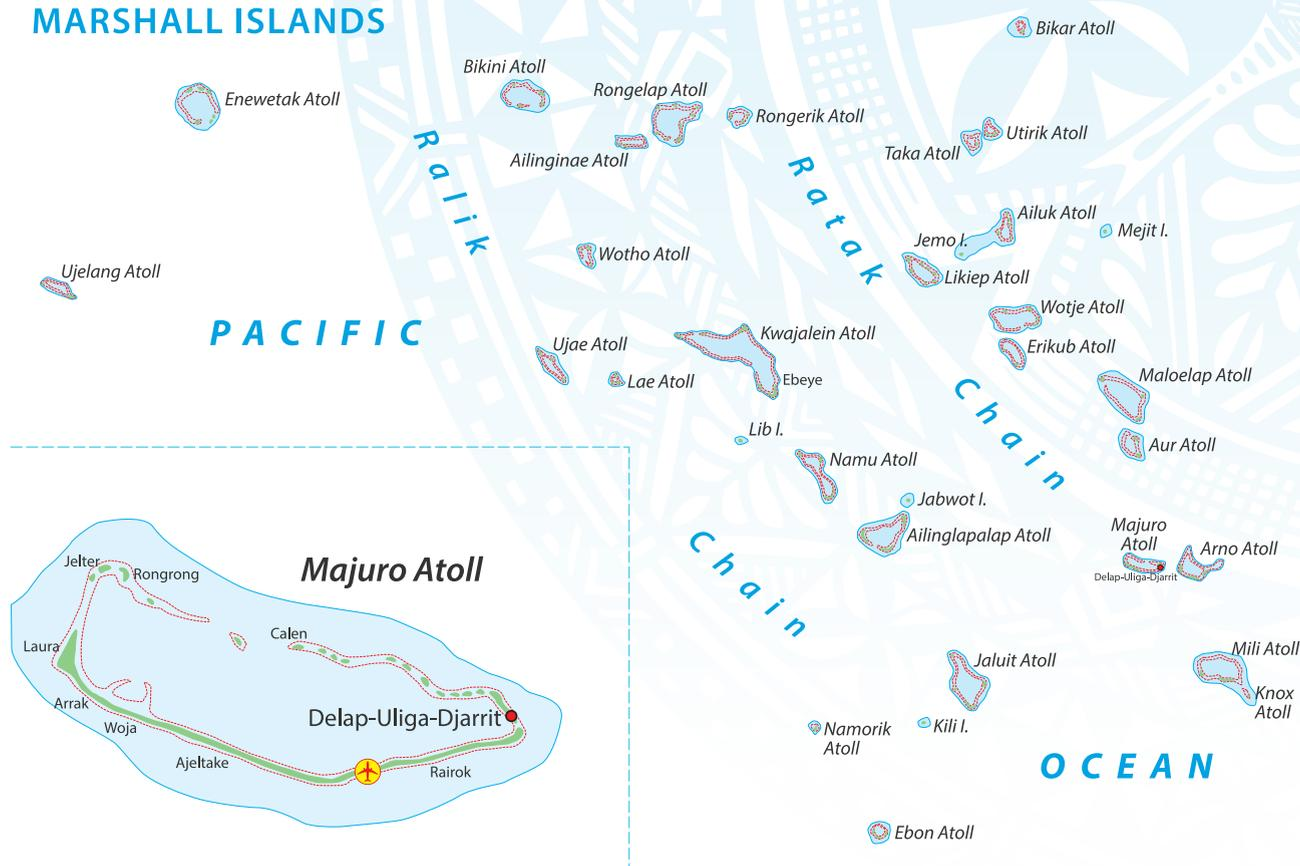 MARSHALL ISLANDS
Bikar Atoll
Bikini Atoll
Enewetak Atoll
Rongelap Atoll
Rongerik Atoll
Utirik Atoll
Taka Atoll
Ailinginae Atoll
Ralik
Ratak
Ailuk Atoll
Mejit I.
Jemo I.
Wotho Atoll
Likiep Atoll
Ujelang Atoll
Wotje Atoll
PACIFIC
Kwajalein Atoll
Ujae Atoll
Erikub Atoll
Lae Atoll
Ebeye
Maloelap Atoll
Chain
Lib I.
Aur Atoll
Namu Atoll
Jabwot I.
Ailinglapalap Atoll
Majuro
Atoll
Arno Atoll
Delap-Uliga-Djarrit
Chain
Majuro Atoll
Jelter
Rongrong
Calen
Laura
Arrak
Woja
Delap-Uliga-Djarrit
Ajeltake
Rairok
Jaluit Atoll
Mili Atoll
Knox
Atoll
Namorik
Atoll
Kili I.
OCEAN
Ebon Atoll